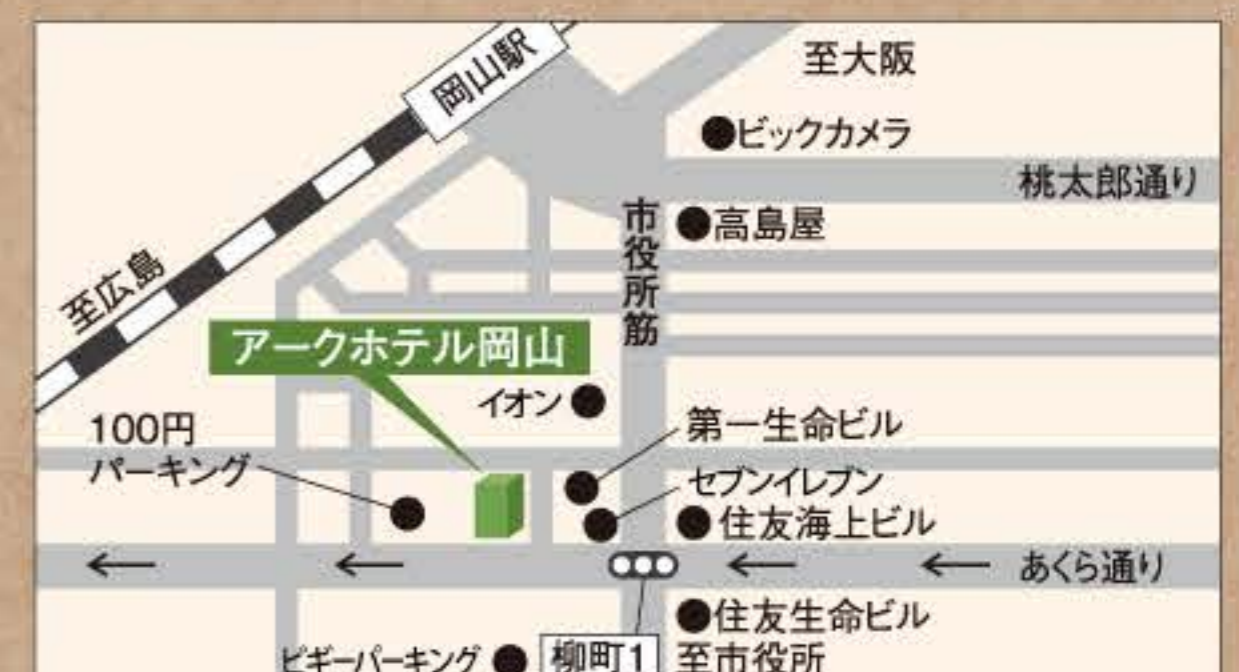 岡山駅
至大阪
ビックカメラ
桃太郎通り
市役所筋
高島屋
至広島
アークホテル岡山
イオン
100円
パーキング
第一生命ビル
セブンイレブン
住友海上ビル
あくら通り
住友生命ビル
ピギーパーキング
柳町1
至市役所